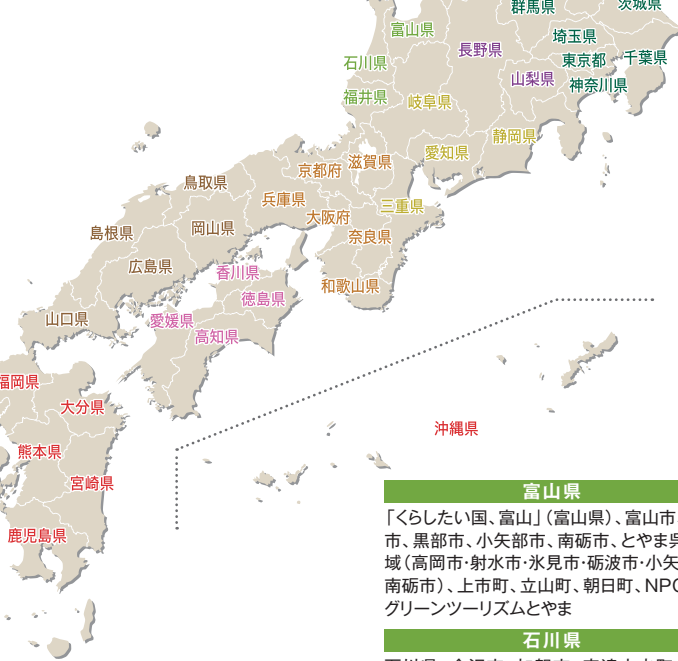 群馬県
茨城県
富山県
埼玉県
長野県
石川県
東京都
千葉県
山梨県
神奈川県
福井県
岐阜県
静岡県
愛知県
滋賀県
京都府
鳥取県
兵庫県
三重県
大阪府
岡山県
島根県
奈良県
広島県
香川県
和歌山県
徳島県
山口県
愛媛県
高知県
福岡県
大分県
沖縄県
熊本県
宮崎県
鹿児島県
富山県
「くらしたい国、富山」（富山県）、富山市、
市、黒部市、小矢部市、南砺市、とやま呉
域（高岡市・射水市・氷見市・砺波市・小矢
南砺市）、上市町、立山町、朝日町、NPO
グリーンツーリズムとやま
石川県